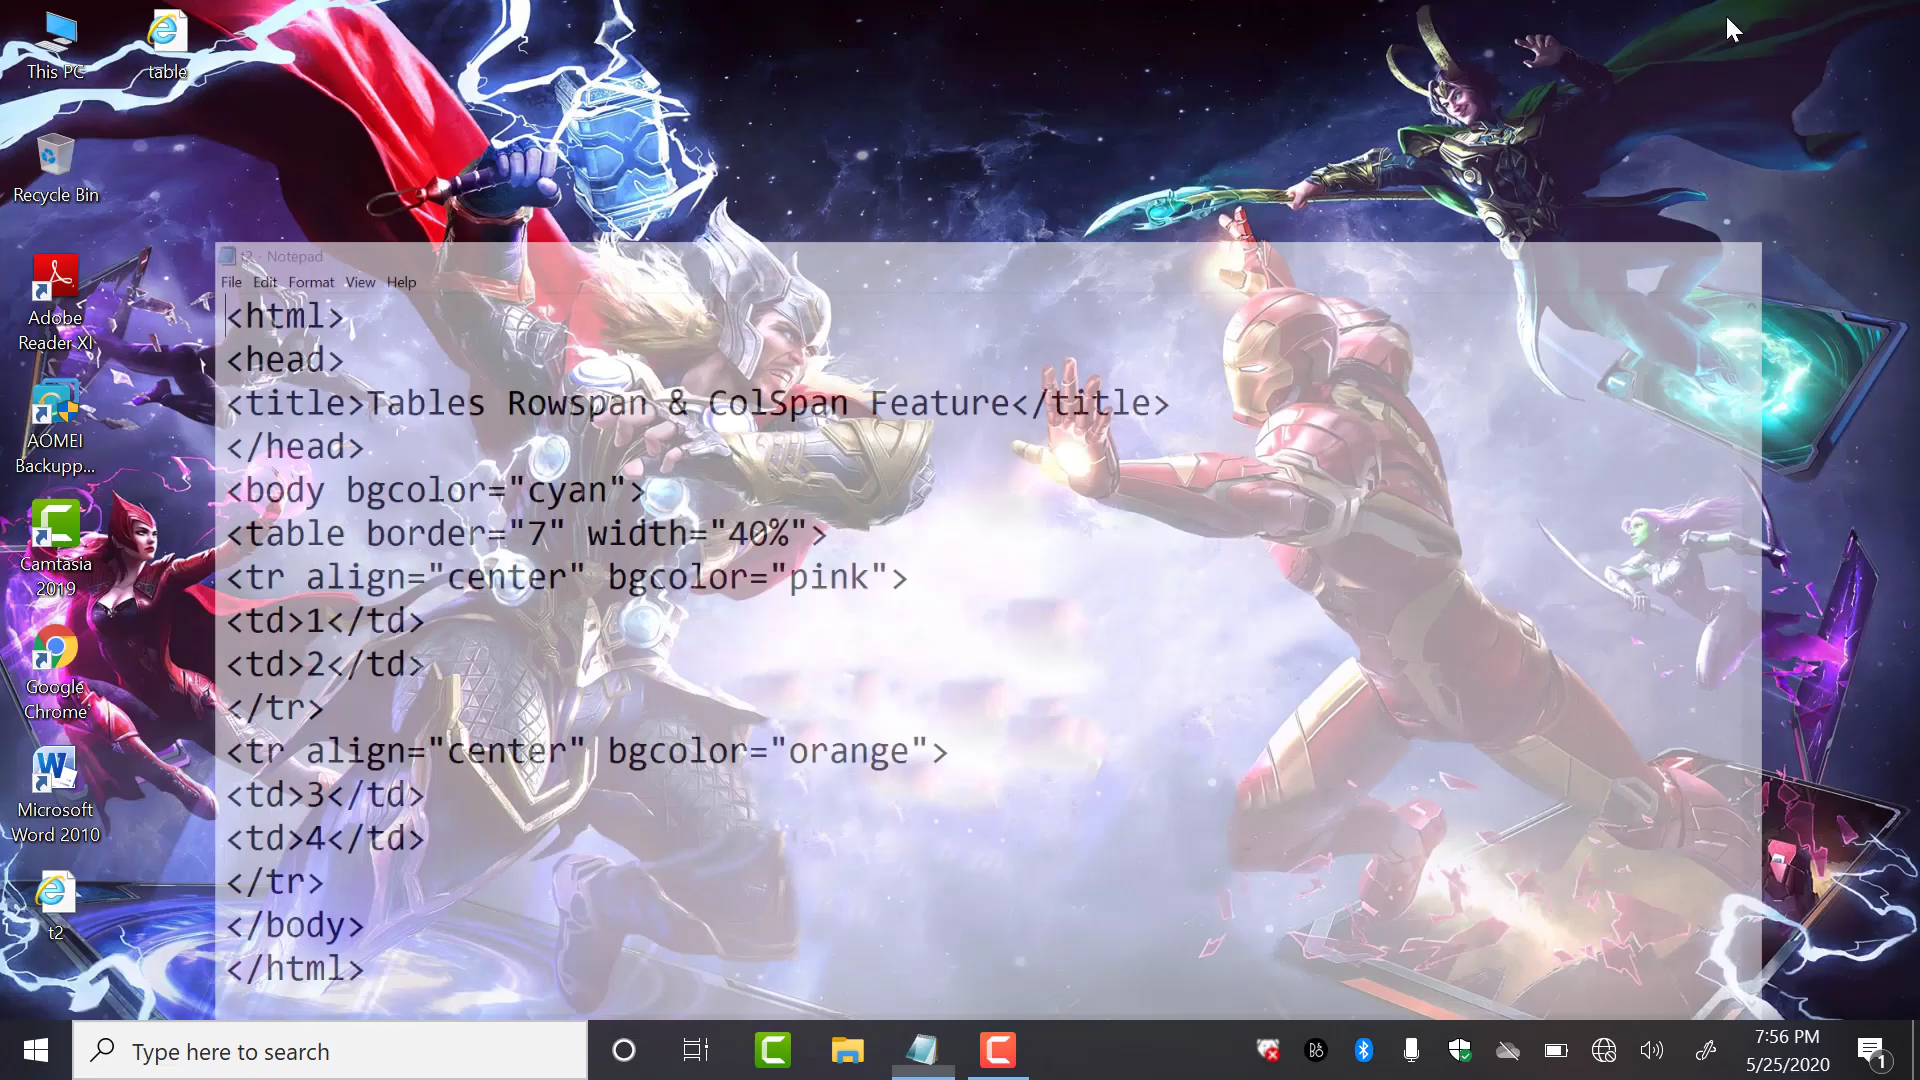 This PC
table
Recycle Bin
Adobe
Reader XI
AOMEI
Backupp...
Camtasia
2019
Google
Chrome
Microsoft
Word 2010
t2
t2 - Notepad
File Edit Format View Help
<html>
<head>
<title>Tables Rowspan & ColSpan Feature</title>
</head>
<body bgcolor="cyan">
<table border="7" width="40%">
<tr align="center" bgcolor="pink">
<td>1</td>
<td>2</td>
</tr>
<tr align="center" bgcolor="orange">
<td>3</td>
<td>4</td>
</tr>
</body>
</html>
Type here to search
7:56 PM
5/25/2020
1